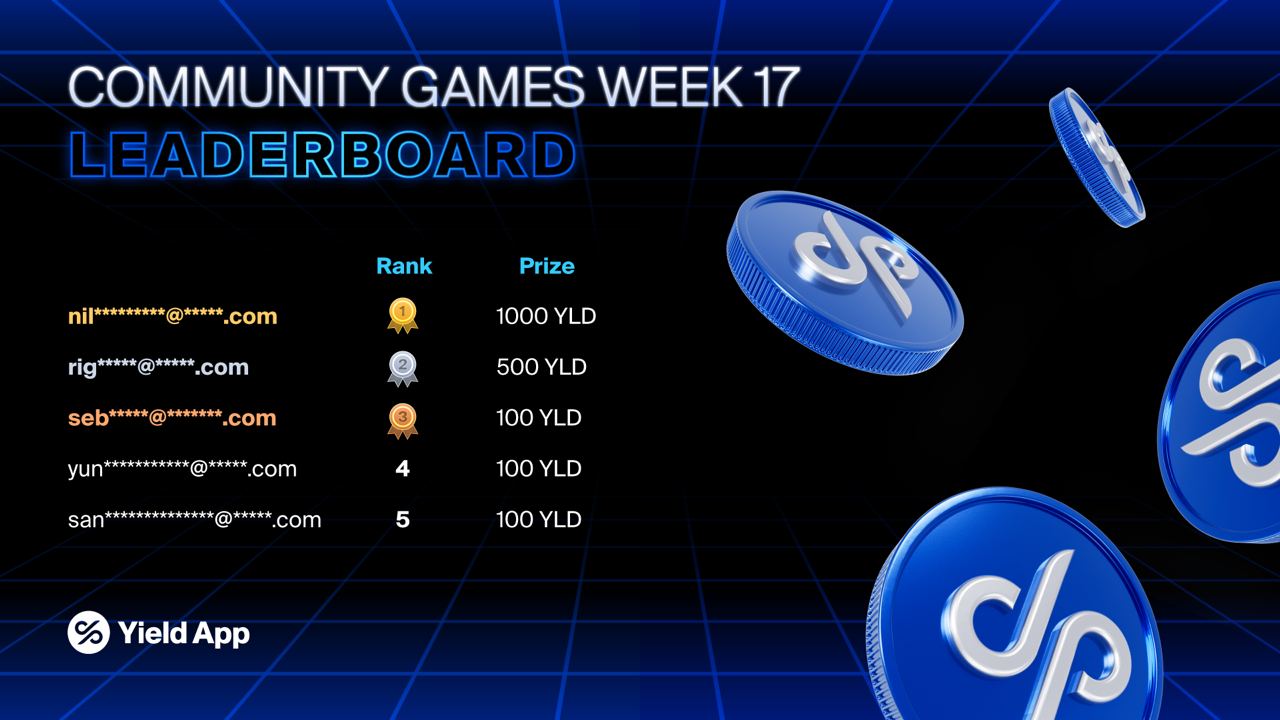 COMMUNITY GAMES WEEK 17
LEADERBOARD
Rank Prize
nil*********@*****.com 1 1000 YLD
rig*****@*****.com 2 500 YLD
seb*****@*******.com 3 100 YLD
yun***********@*****.com 4 100 YLD
san**************@*****.com 5 100 YLD
Yield App